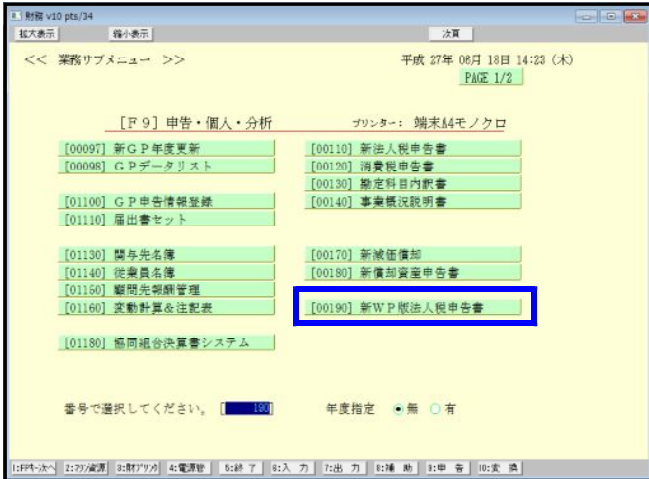 財務 v10 pts/34
拡大表示 縮小表示 次頁
<< 業務サブメニュー >> 平成 27年 06月 18日 14:23 (木)
PAGE 1/2
[F9] 申告・個人・分析 プリンター: 端末A4モノクロ
[00097] 新GP年度更新 [00110] 新法人税申告書
[00098] GPデータリスト [00120] 消費税申告書
[00130] 勘定科目内訳書
[01100] GP申告情報登録 [00140] 事業概況説明書
[01110] 届出書セット
[01130] 関与先名簿 [00170] 新減価償却
[01140] 従業員名簿 [00180] 新償却資産申告書
[01150] 顧問先報酬管理
[01160] 変動計算&注記表 [00190] 新WP版法人税申告書
[01180] 協同組合決算書システム
番号で選択してください。 [ 190] 年度指定 無 有
1:FPｷｰ次へ 2:ﾏｼﾝ資源 3:財ﾌﾟﾘﾝﾀ 4:電源管 5:終 了 6:入 力 7:出 力 8:補 助 9:申 告 10:変 換